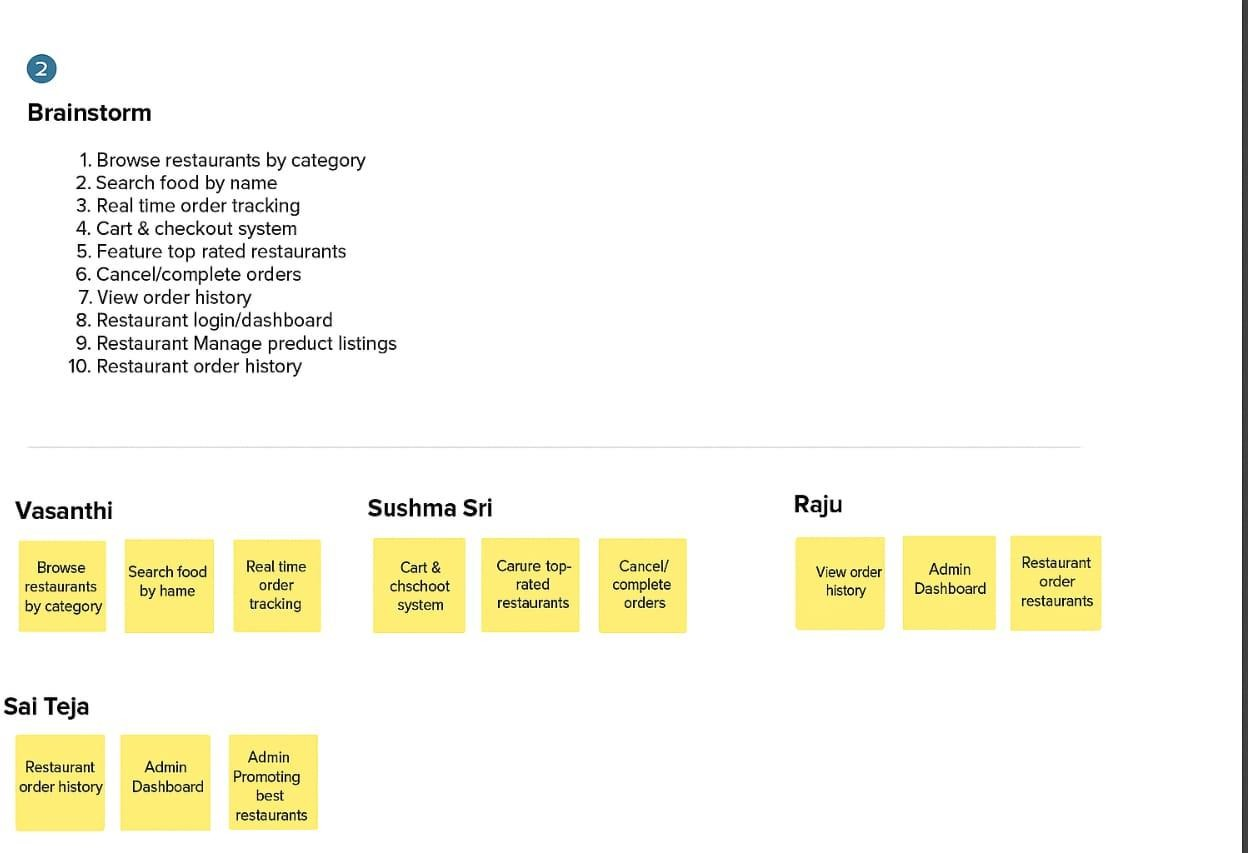 2
Brainstorm
1. Browse restaurants by category
2. Search food by name
3. Real time order tracking
4. Cart & checkout system
5. Feature top rated restaurants
6. Cancel/complete orders
7. View order history
8. Restaurant login/dashboard
9. Restaurant Manage preduct listings
10. Restaurant order history
Vasanthi
Browse
restaurants
by category
Search food
by hame
Real time
order
tracking
Sushma Sri
Cart &
chschoot
system
Carure top-
rated
restaurants
Cancel/
complete
orders
Raju
View order
history
Admin
Dashboard
Restaurant
order
restaurants
Sai Teja
Restaurant
order history
Admin
Dashboard
Admin
Promoting
best
restaurants